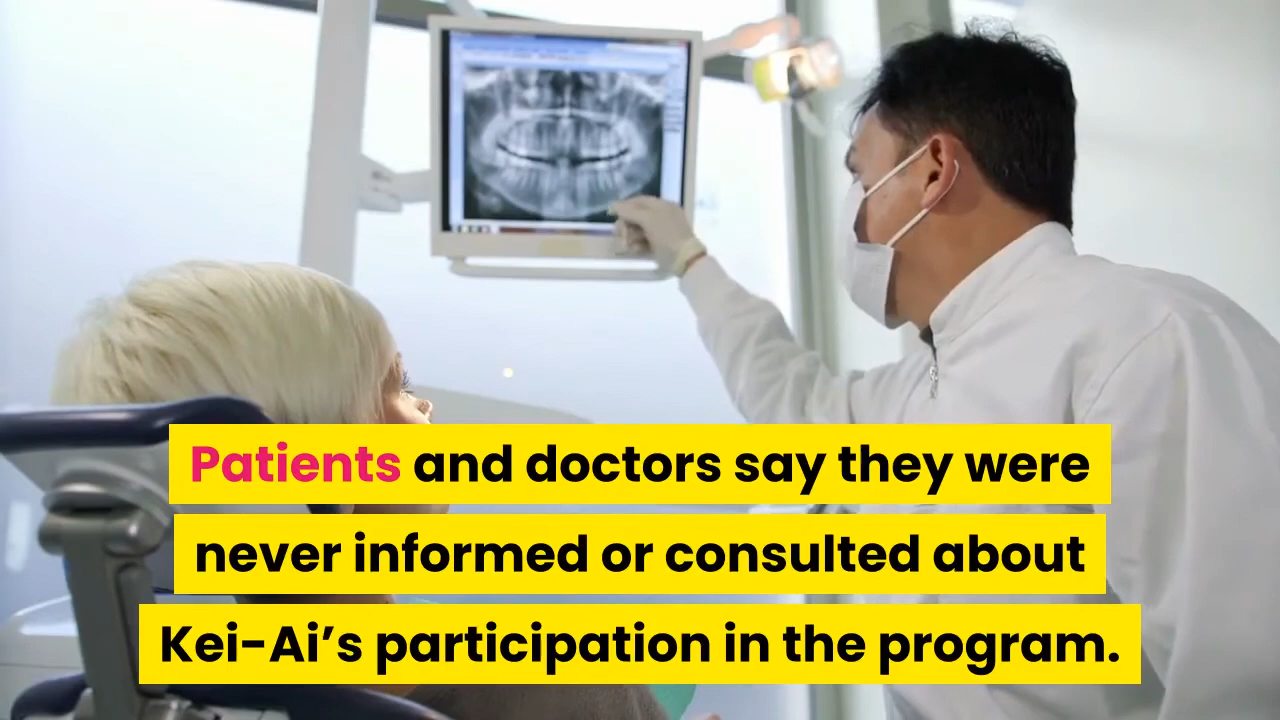 Patients and doctors say they were
never informed or consulted about
Kei-Ai’s participation in the program.